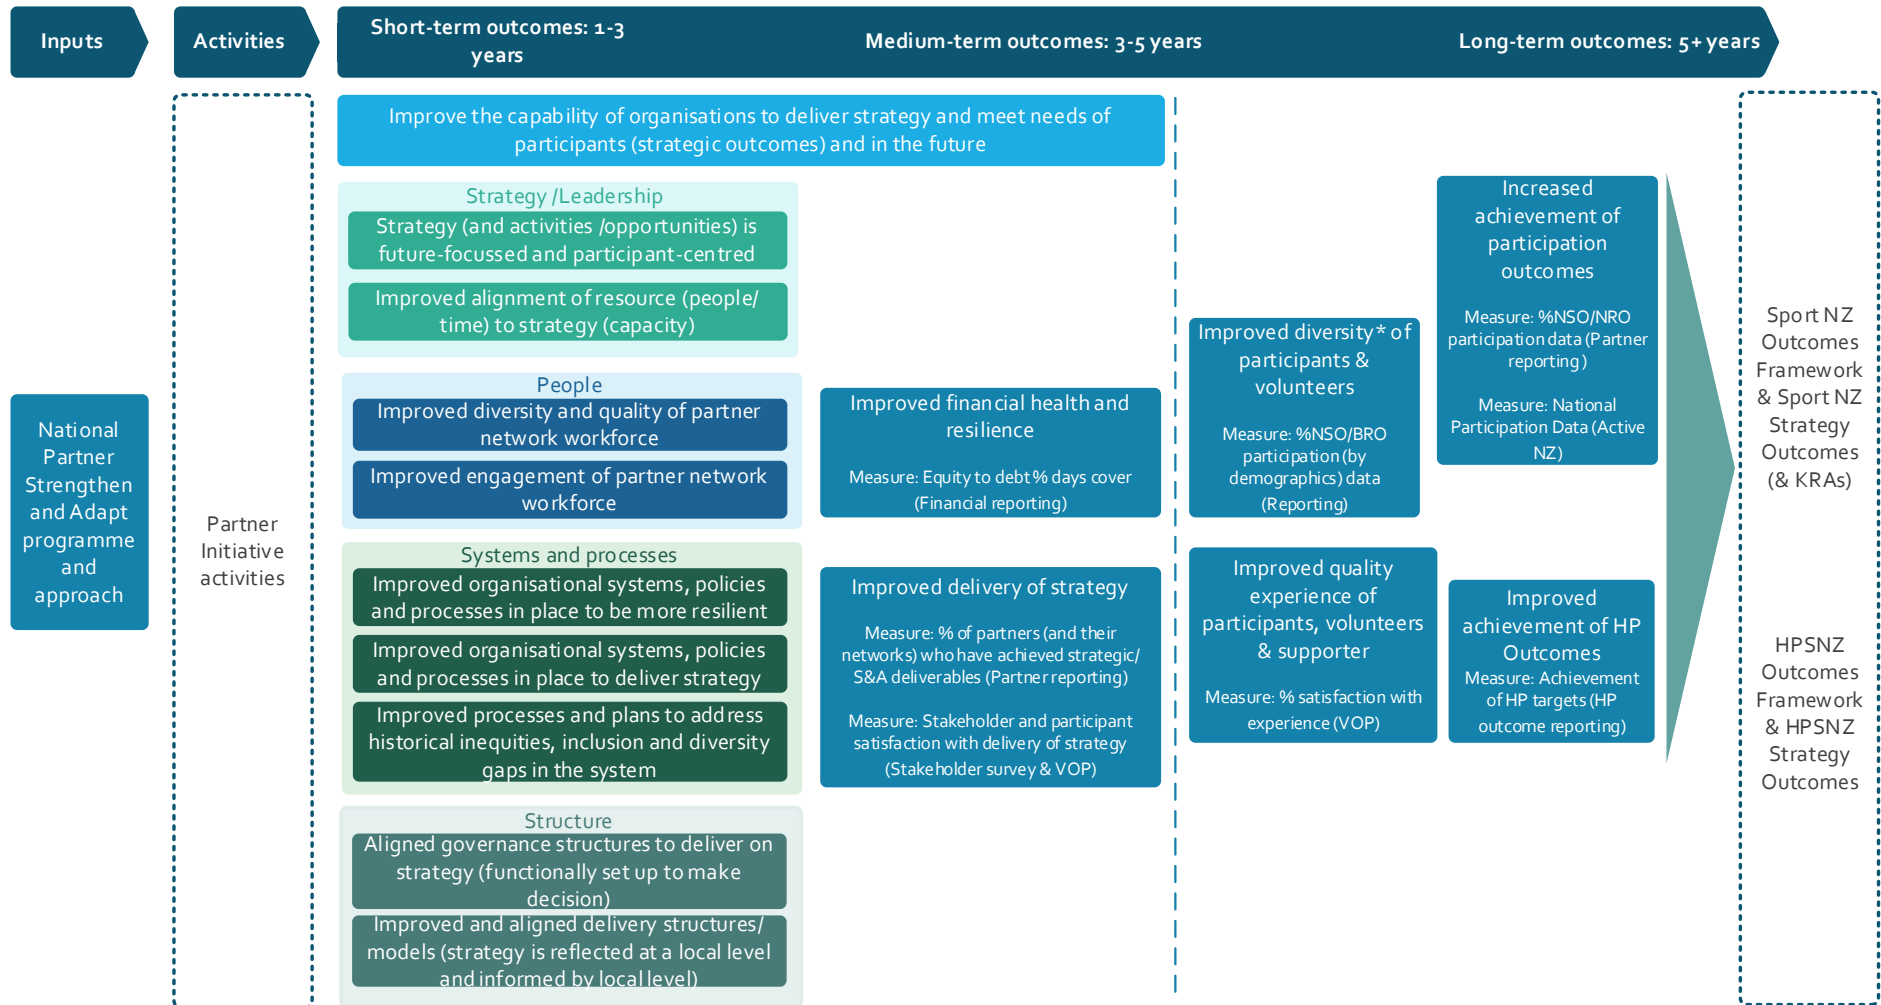 Inputs
Activities
Short-term outcomes: 1-3
years
Medium-term outcomes: 3-5 years
Long-term outcomes: 5+ years
National
Partner
Strengthen
and Adapt
programme
and
approach
Partner
Initiative
activities
Improve the capability of organisations to deliver strategy and meet needs of
participants (strategic outcomes) and in the future
Strategy /Leadership
Strategy (and activities /opportunities) is
future-focussed and participant-centred
Improved alignment of resource (people/
time) to strategy (capacity)
People
Improved diversity and quality of partner
network workforce
Improved engagement of partner network
workforce
Systems and processes
Improved organisational systems, policies
and processes in place to be more resilient
Improved organisational systems, policies
and processes in place to deliver strategy
Improved processes and plans to address
historical inequities, inclusion and diversity
gaps in the system
Structure
Aligned governance structures to deliver on
strategy (functionally set up to make
decision)
Improved and aligned delivery structures/
models (strategy is reflected at a local level
and informed by local level)
Improved financial health and
resilience
Measure: Equity to debt % days cover
(Financial reporting)
Improved delivery of strategy
Measure: % of partners (and their
networks) who have achieved strategic/
S&A deliverables (Partner reporting)
Measure: Stakeholder and participant
satisfaction with delivery of strategy
(Stakeholder survey & VOP)
Improved diversity* of
participants &
volunteers
Measure: %NSO/BRO
participation (by
demographics) data
(Reporting)
Improved quality
experience of
participants, volunteers
& supporter
Measure: % satisfaction with
experience (VOP)
Increased
achievement of
participation
outcomes
Measure: %NSO/NRO
participation data (Partner
reporting )
Measure: National
Participation Data (Active
NZ)
Improved
achievement of HP
Outcomes
Measure: Achievement
of HP targets (HP
outcome reporting)
Sport NZ
Outcomes
Framework
& Sport NZ
Strategy
Outcomes
(& KRAs)
HPSNZ
Outcomes
Framework
& HPSNZ
Strategy
Outcomes